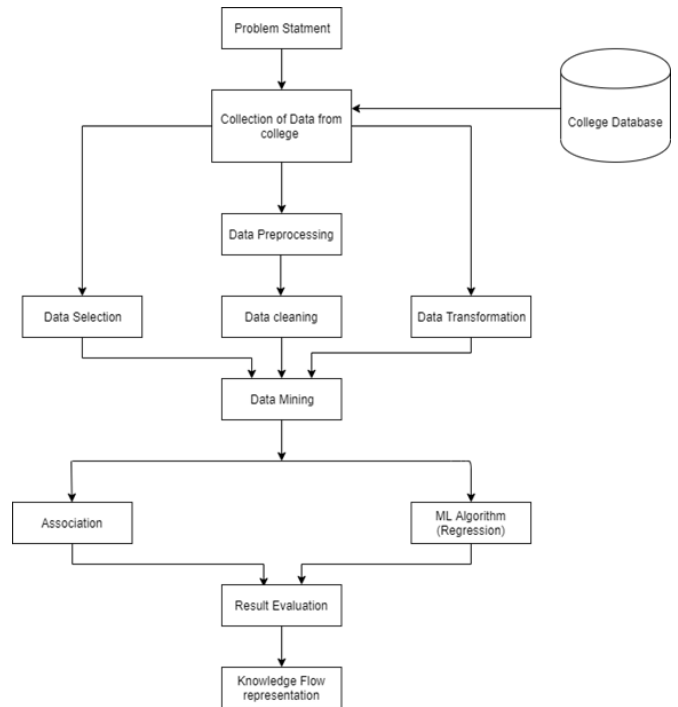 Problem Statment
Collection of Data from
college
College Database
Data Preprocessing
Data Selection
Data cleaning
Data Transformation
Data Mining
Association
ML Algorithm
(Regression)
Result Evaluation
Knowledge Flow
representation